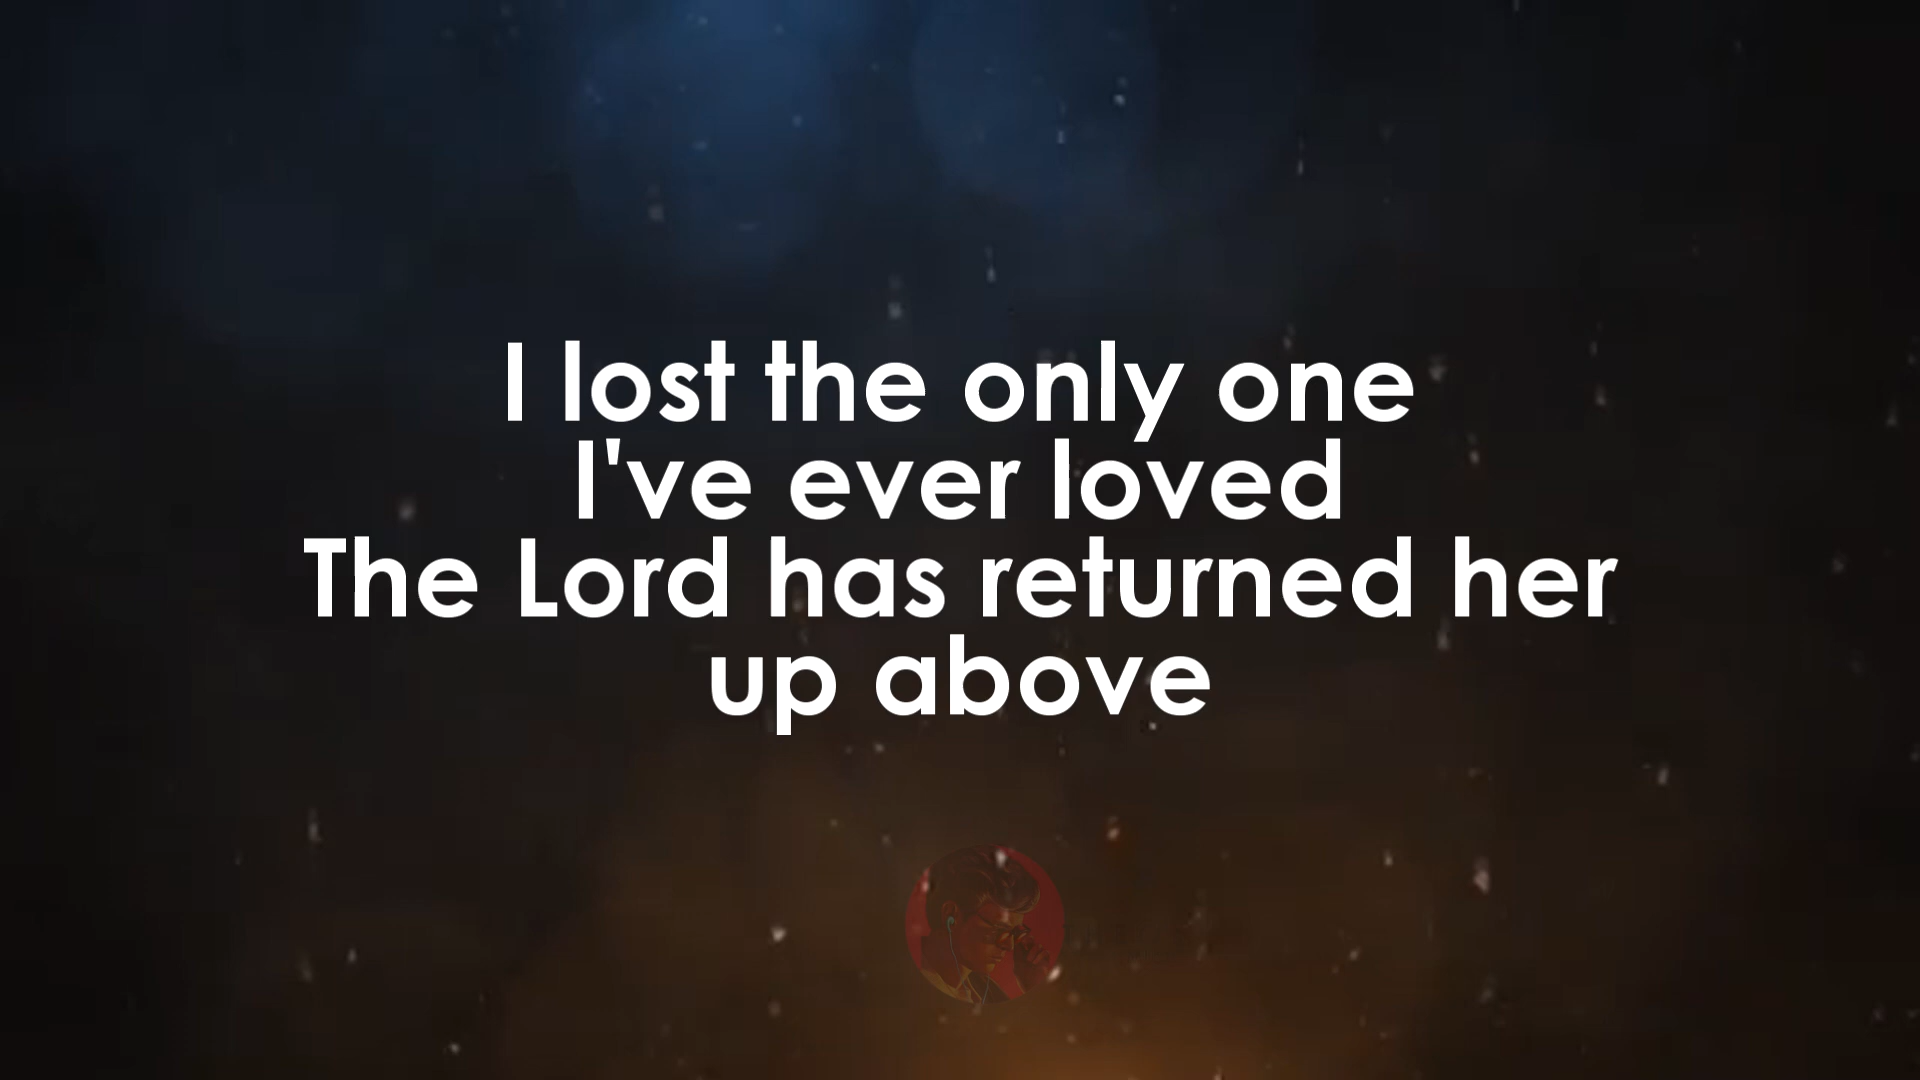 I lost the only one
I've ever loved
The Lord has returned her
up above